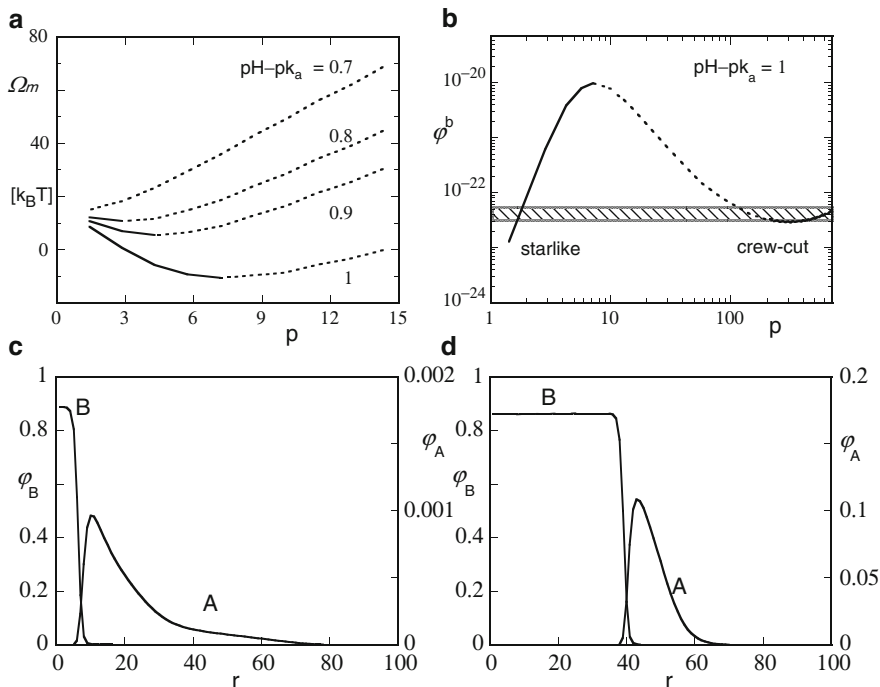 a
80
Ωm
60
40
[kBT]
20
0
pH–pka = 0.7
0.8
0.9
1
0 3 6 9 12 15
p
b
10−20
φb
10−22
10−24
pH–pka = 1
starlike
crew-cut
1 10 100
p
c
1
0.8
φB
0.6
0.4
0.2
0
B
A
0.002
φA
0.001
0
0 20 40 60 80 100
r
d
1
0.8
φB
0.6
0.4
0.2
0
B
A
0.2
0.15
φA
0.1
0.05
0
0 20 40 60 80 100
r